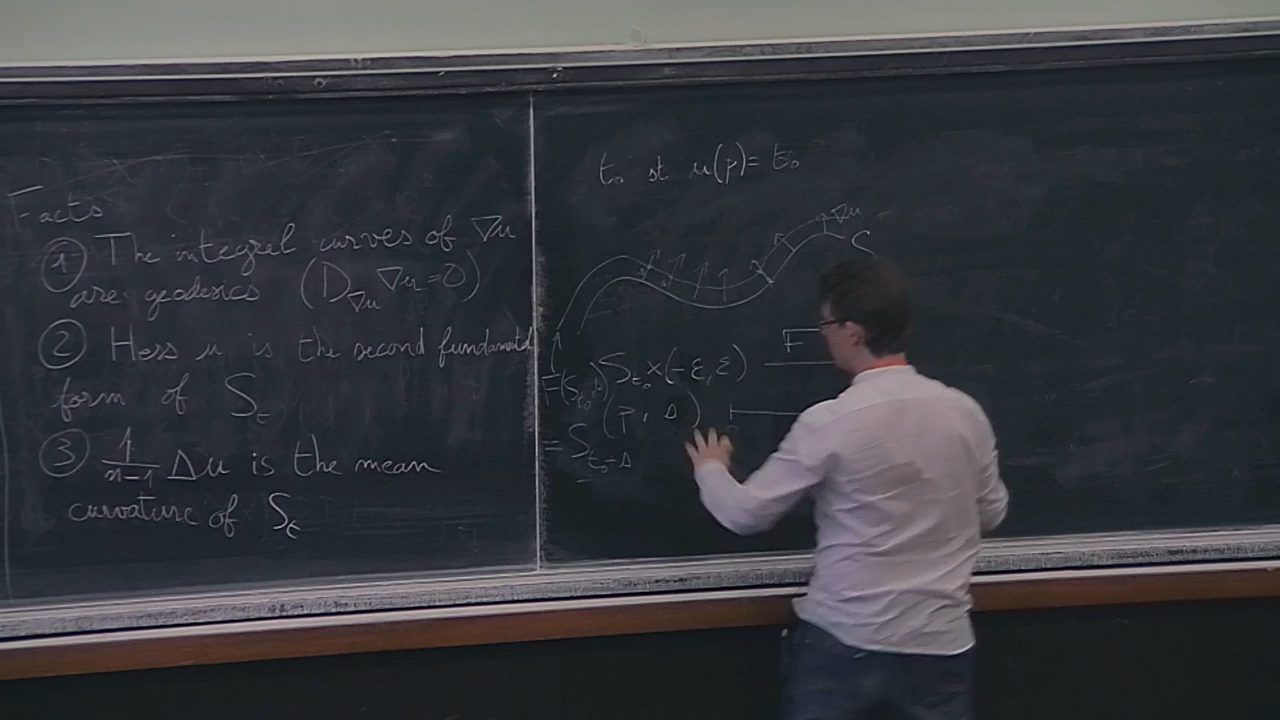 Facts
① The integral curves of ∇u
are geodesics (D_∇u ∇u = 0)
② Hess u is the second fundamental
form of S_t
③ 1/(n-1) Δu is the mean
curvature of S_t
t₀ st u(p) = t₀
∇u
S
F
S_t₀ × (-ε, ε)
F(S_t₀, s)
(p, s)
= S_t₀+s